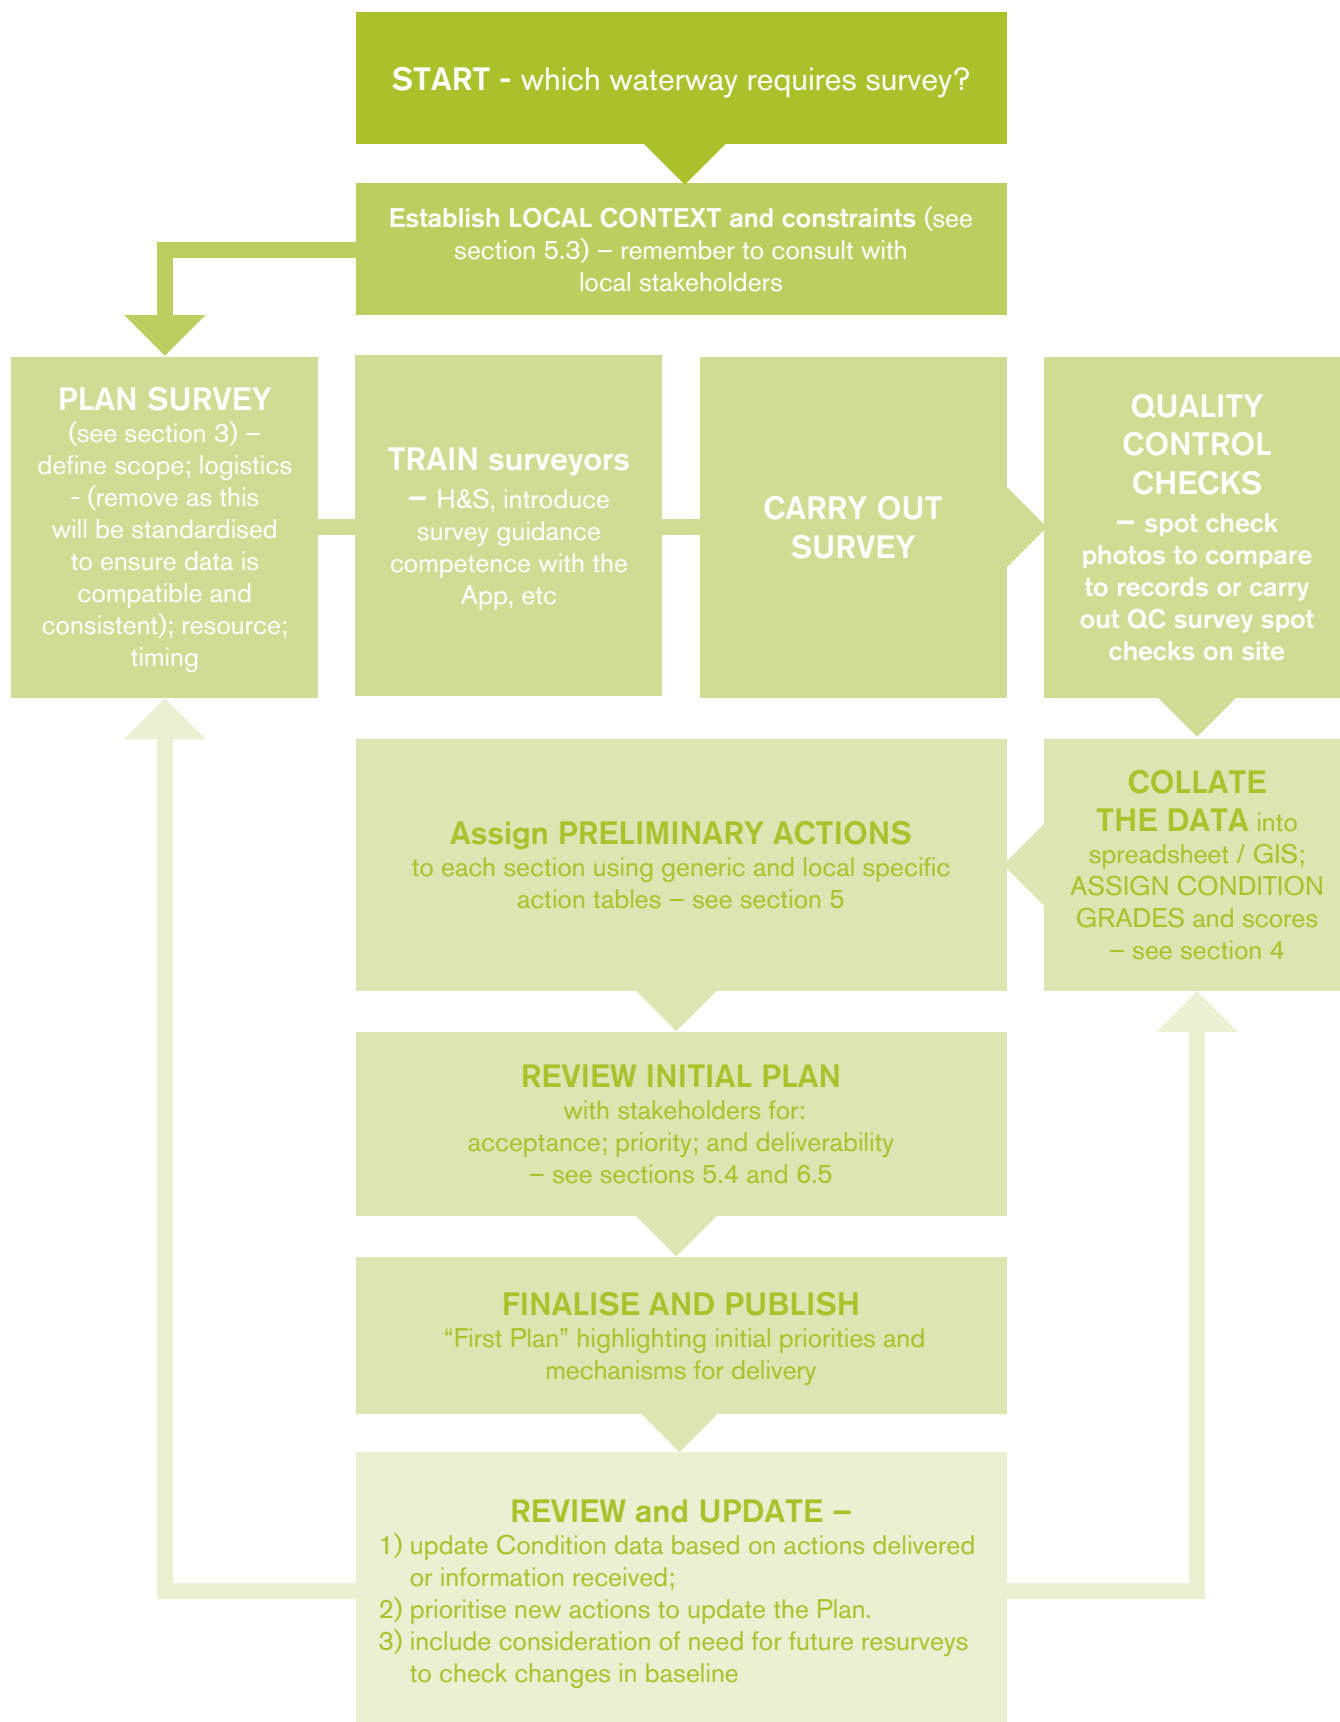 START - which waterway requires survey?
Establish LOCAL CONTEXT and constraints (see
section 5.3) – remember to consult with
local stakeholders
PLAN SURVEY
(see section 3) –
define scope; logistics
- (remove as this
will be standardised
to ensure data is
compatible and
consistent); resource;
timing
TRAIN surveyors
– H&S, introduce
survey guidance
competence with the
App, etc
CARRY OUT
SURVEY
QUALITY
CONTROL
CHECKS
– spot check
photos to compare
to records or carry
out QC survey spot
checks on site
COLLATE
THE DATA into
spreadsheet / GIS;
ASSIGN CONDITION
GRADES and scores
– see section 4
Assign PRELIMINARY ACTIONS
to each section using generic and local specific
action tables – see section 5
REVIEW INITIAL PLAN
with stakeholders for:
acceptance; priority; and deliverability
– see sections 5.4 and 6.5
FINALISE AND PUBLISH
“First Plan” highlighting initial priorities and
mechanisms for delivery
REVIEW and UPDATE –
1) update Condition data based on actions delivered
or information received;
2) prioritise new actions to update the Plan.
3) include consideration of need for future resurveys
to check changes in baseline